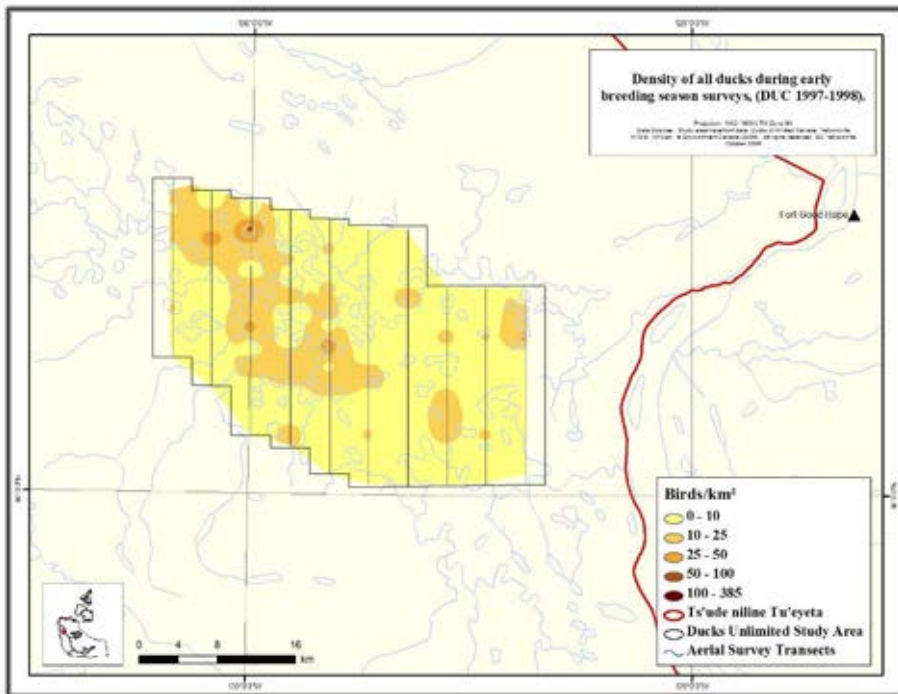 Density of all ducks during early
breeding season surveys, (DUC 1997-1998).
Fort Good Hope
Birds/km²
0 - 10
10 - 25
25 - 50
50 - 100
100 - 385
Ts'ude niline Tu'eyeta
Ducks Unlimited Study Area
Aerial Survey Transects
0 4 8 16
km